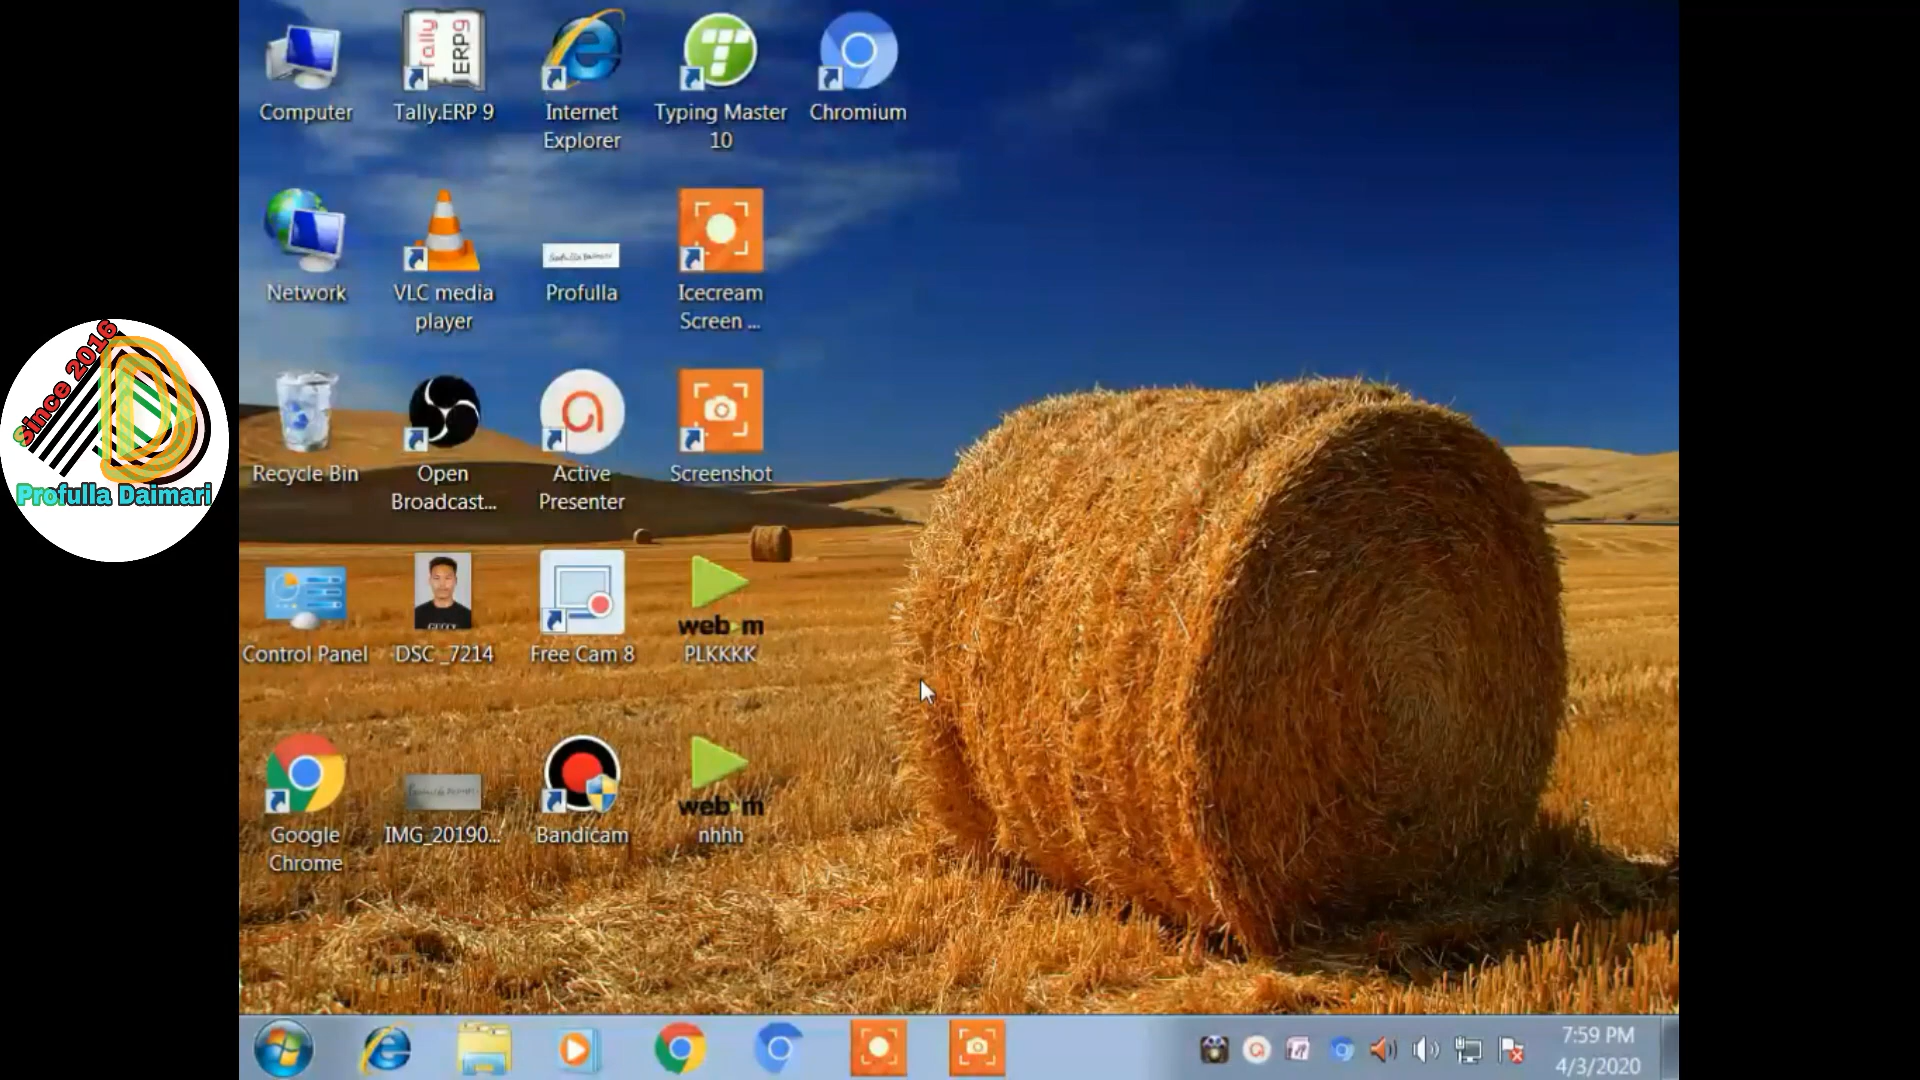 Computer
Tally.ERP 9
Internet
Explorer
Typing Master
10
Chromium
Tally
ERP9
Network
VLC media
player
Profulla
Icecream
Screen ...
since 2016
Profulla Daimari
Recycle Bin
Open
Broadcast...
Active
Presenter
Screenshot
Control Panel
DSC _7214
Free Cam 8
webm
PLKKKK
Google
Chrome
IMG_20190...
Bandicam
webm
nhhh
7:59 PM
4/3/2020